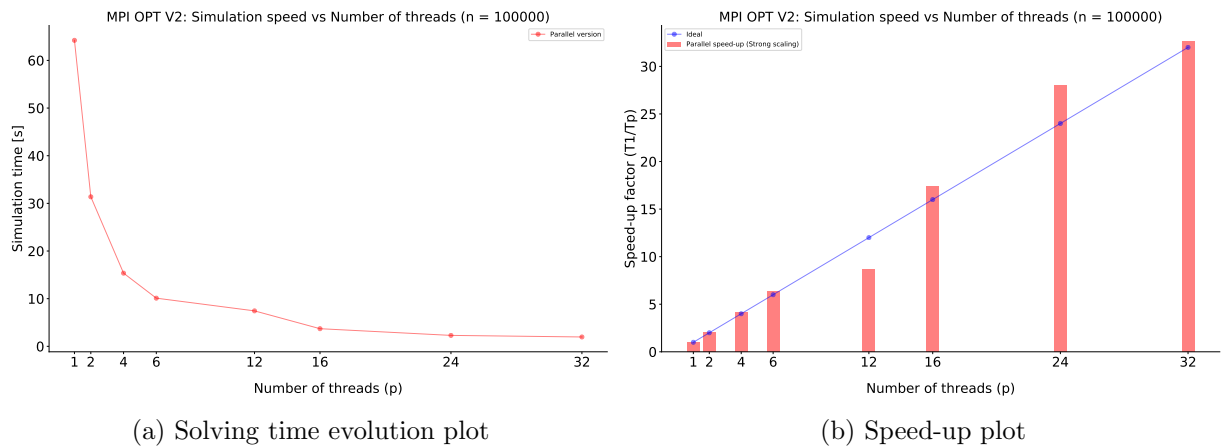 MPI OPT V2: Simulation speed vs Number of threads (n = 100000)
Parallel version
Simulation time [s]
60
50
40
30
20
10
0
1 2 4 6 12 16 24 32
Number of threads (p)
(a) Solving time evolution plot
MPI OPT V2: Simulation speed vs Number of threads (n = 100000)
Ideal
Parallel speed-up (Strong scaling)
Speed-up factor (T1/Tp)
30
25
20
15
10
5
0
1 2 4 6 12 16 24 32
Number of threads (p)
(b) Speed-up plot